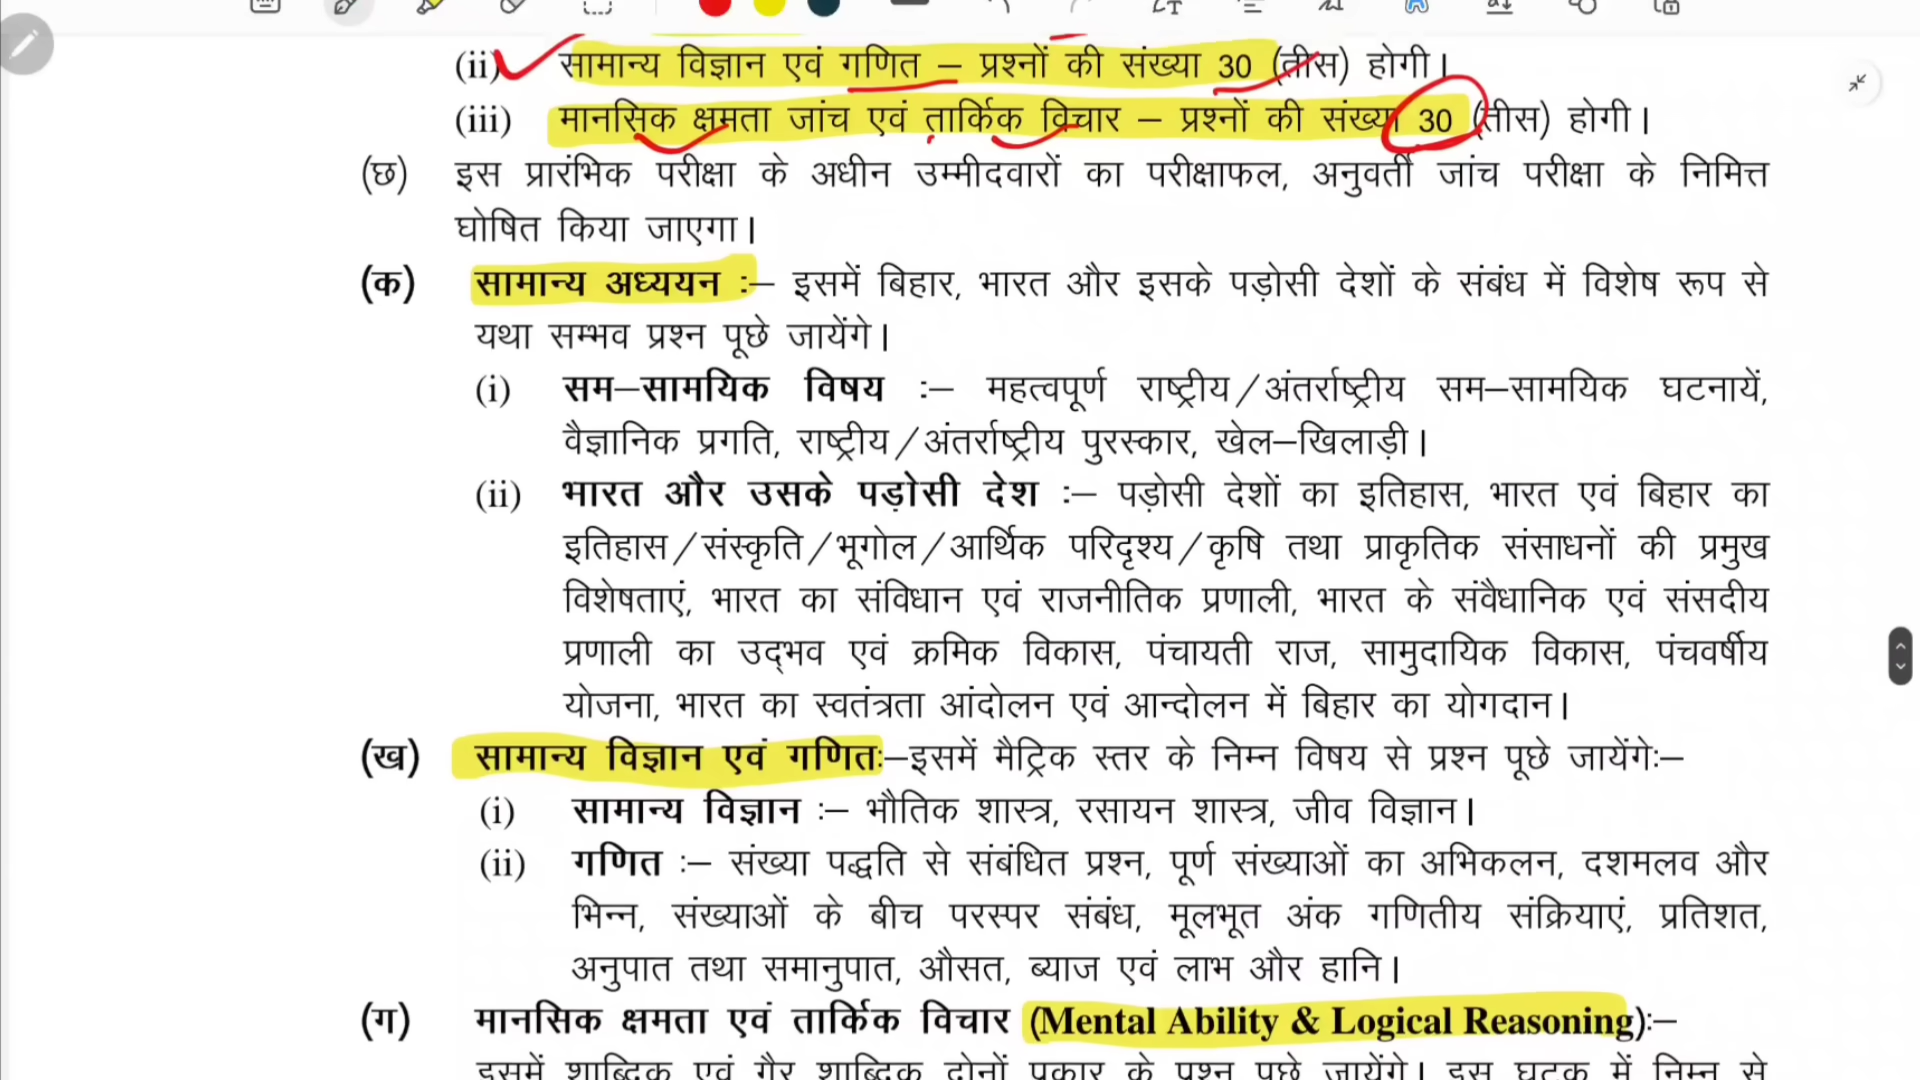 (ii) सामान्य विज्ञान एवं गणित – प्रश्नों की संख्या 30 (तीस) होगी।
(iii) मानसिक क्षमता जांच एवं तार्किक विचार – प्रश्नों की संख्या 30 (तीस) होगी।
(छ) इस प्रारंभिक परीक्षा के अधीन उम्मीदवारों का परीक्षाफल, अनुवर्ती जांच परीक्षा के निमित्त
घोषित किया जाएगा।
(क) सामान्य अध्ययन :– इसमें बिहार, भारत और इसके पड़ोसी देशों के संबंध में विशेष रूप से
यथा सम्भव प्रश्न पूछे जायेंगे।
(i) सम–सामयिक विषय :– महत्वपूर्ण राष्ट्रीय/अंतर्राष्ट्रीय सम–सामयिक घटनायें,
वैज्ञानिक प्रगति, राष्ट्रीय/अंतर्राष्ट्रीय पुरस्कार, खेल–खिलाड़ी।
(ii) भारत और उसके पड़ोसी देश :– पड़ोसी देशों का इतिहास, भारत एवं बिहार का
इतिहास/संस्कृति/भूगोल/आर्थिक परिदृश्य/कृषि तथा प्राकृतिक संसाधनों की प्रमुख
विशेषताएं, भारत का संविधान एवं राजनीतिक प्रणाली, भारत के संवैधानिक एवं संसदीय
प्रणाली का उद्भव एवं क्रमिक विकास, पंचायती राज, सामुदायिक विकास, पंचवर्षीय
योजना, भारत का स्वतंत्रता आंदोलन एवं आन्दोलन में बिहार का योगदान।
(ख) सामान्य विज्ञान एवं गणितः–इसमें मैट्रिक स्तर के निम्न विषय से प्रश्न पूछे जायेंगेः–
(i) सामान्य विज्ञान :– भौतिक शास्त्र, रसायन शास्त्र, जीव विज्ञान।
(ii) गणित :– संख्या पद्धति से संबंधित प्रश्न, पूर्ण संख्याओं का अभिकलन, दशमलव और
भिन्न, संख्याओं के बीच परस्पर संबंध, मूलभूत अंक गणितीय संक्रियाएं, प्रतिशत,
अनुपात तथा समानुपात, औसत, ब्याज एवं लाभ और हानि।
(ग) मानसिक क्षमता एवं तार्किक विचार (Mental Ability & Logical Reasoning):–
इसमें शाब्दिक एवं गैर शाब्दिक दोनों प्रकार के प्रश्न पूछे जायेंगे। इस घटक में निम्न से